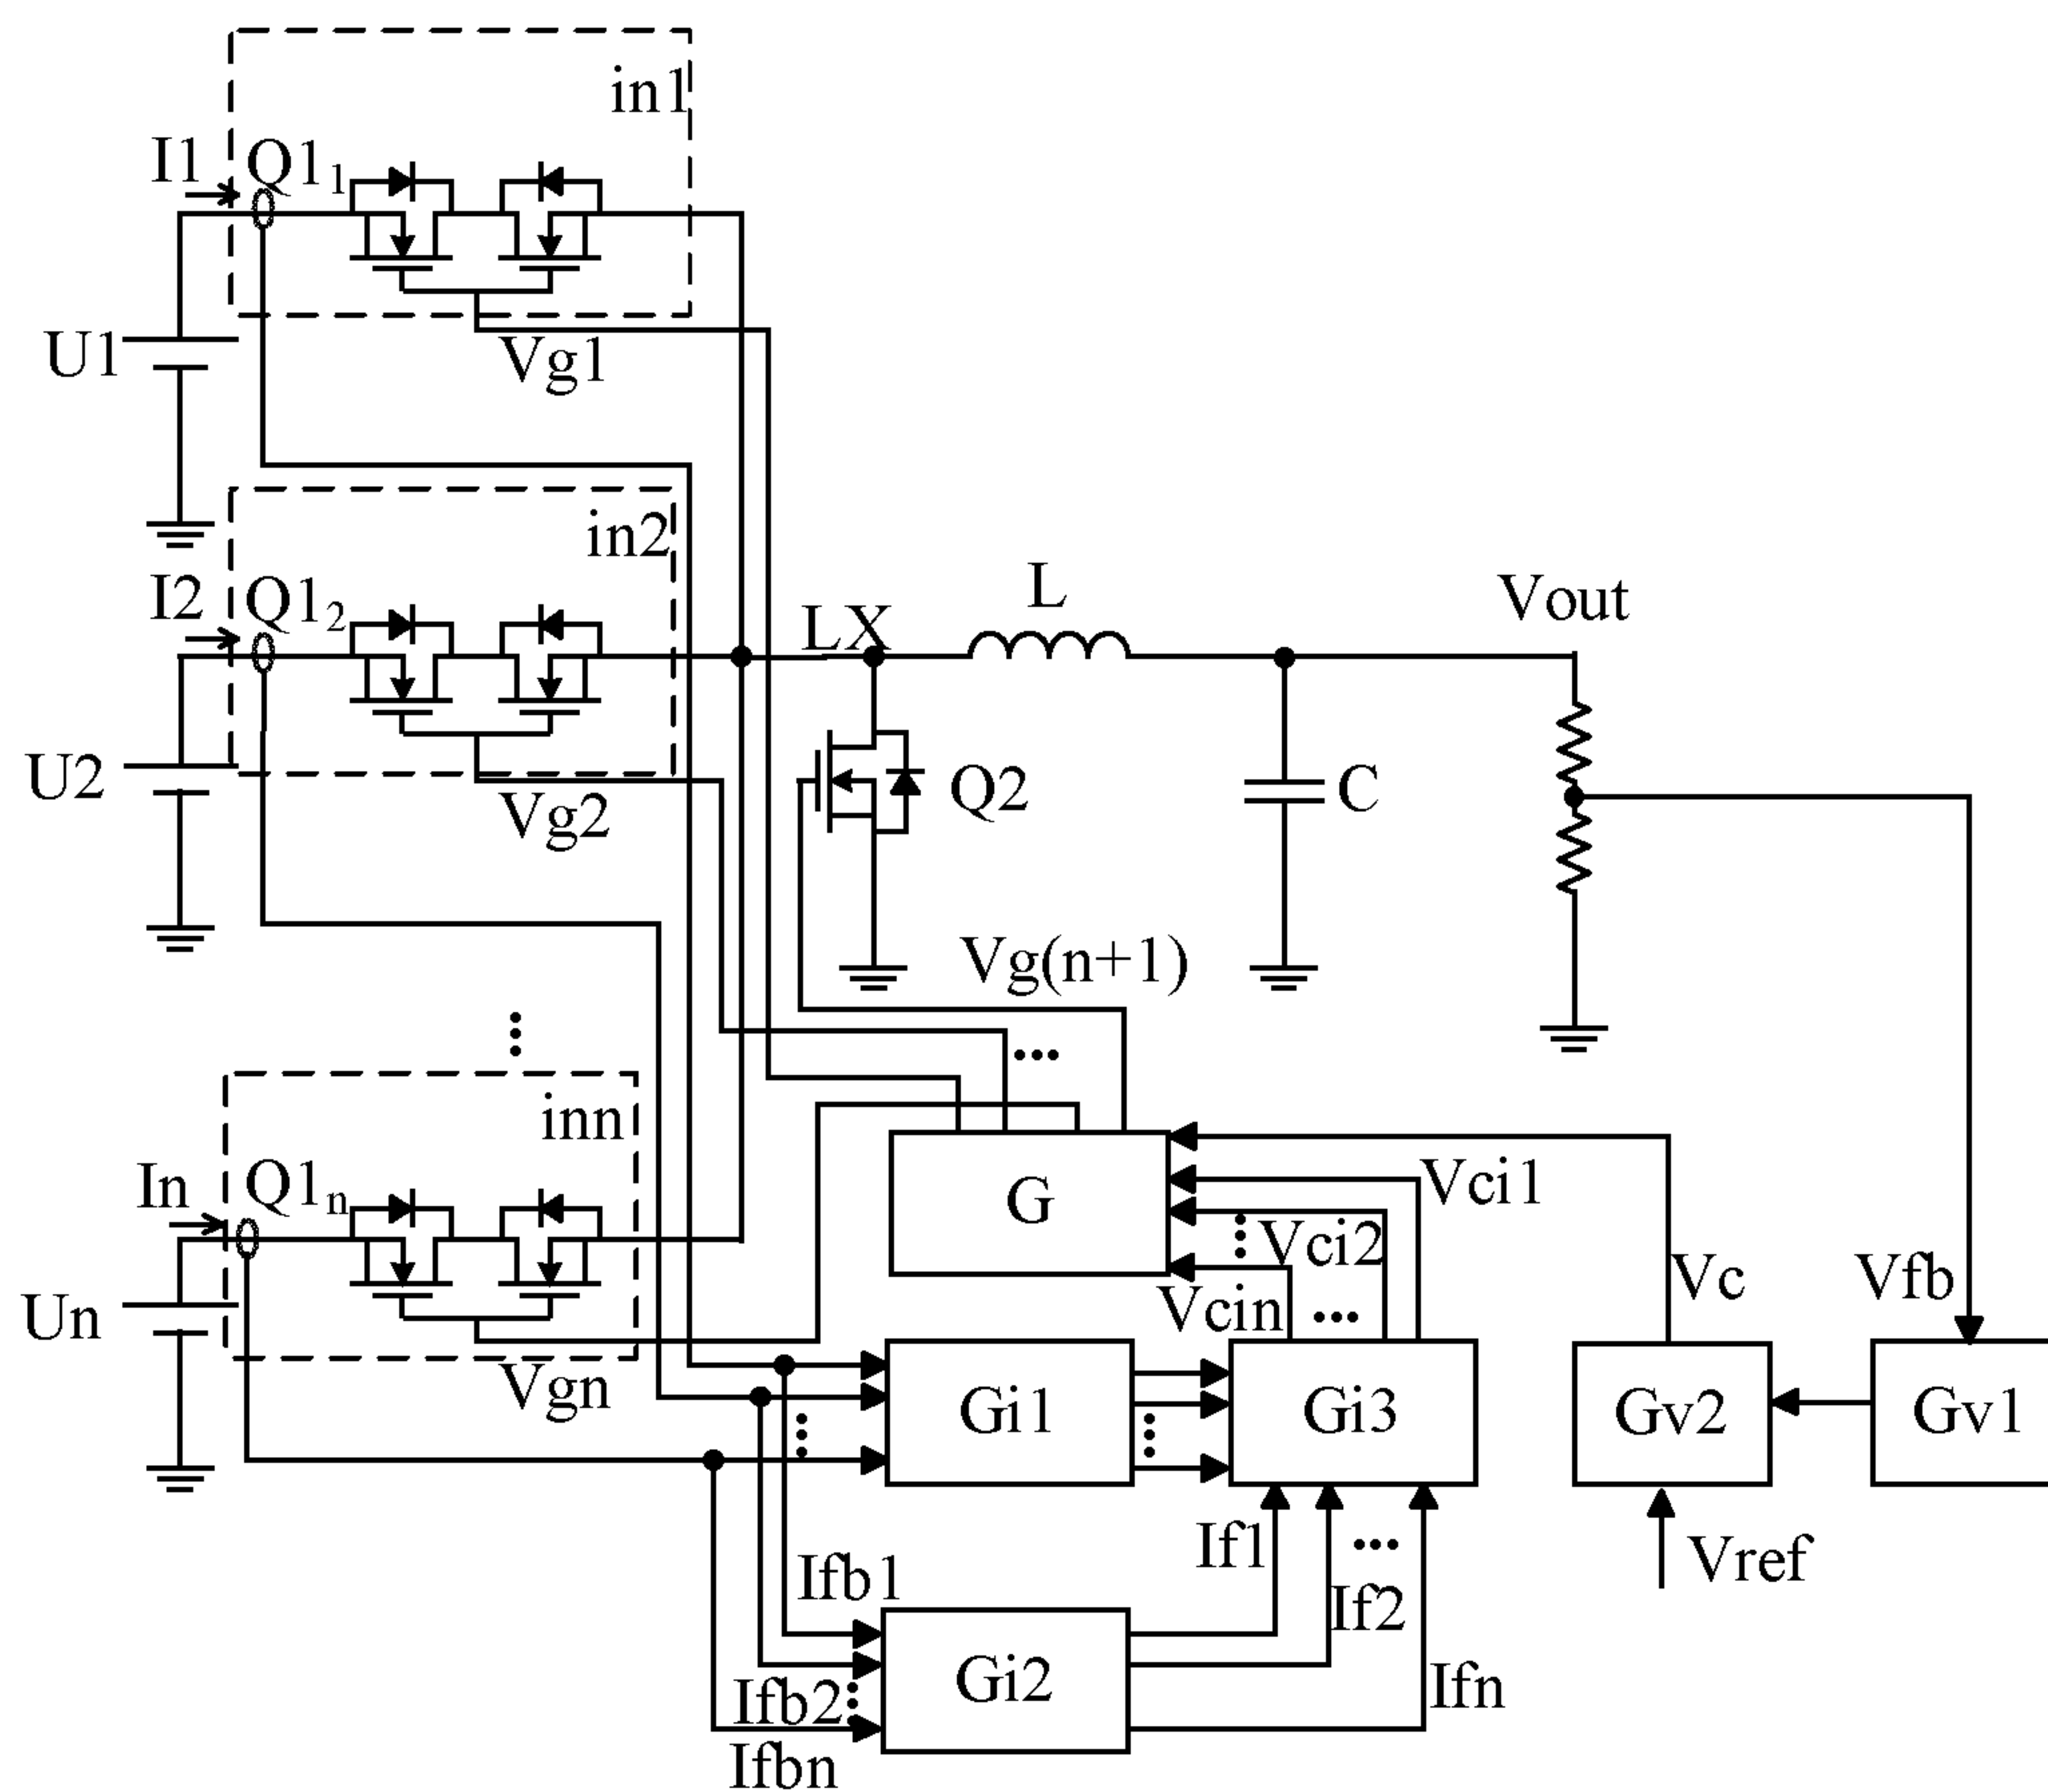 in1
I1
Q1₁
U1
Vg1
in2
I2
Q1₂
L
Vout
LX
U2
Vg2
Q2
C
Vg(n+1)
inn
In
Q1ₙ
G
Vci1
Vci2
Vc
Vfb
Vcin
Un
Vgn
Gi1
Gi3
Gv2
Gv1
If1
Vref
Ifb1
If2
Gi2
Ifn
Ifb2
Ifbn